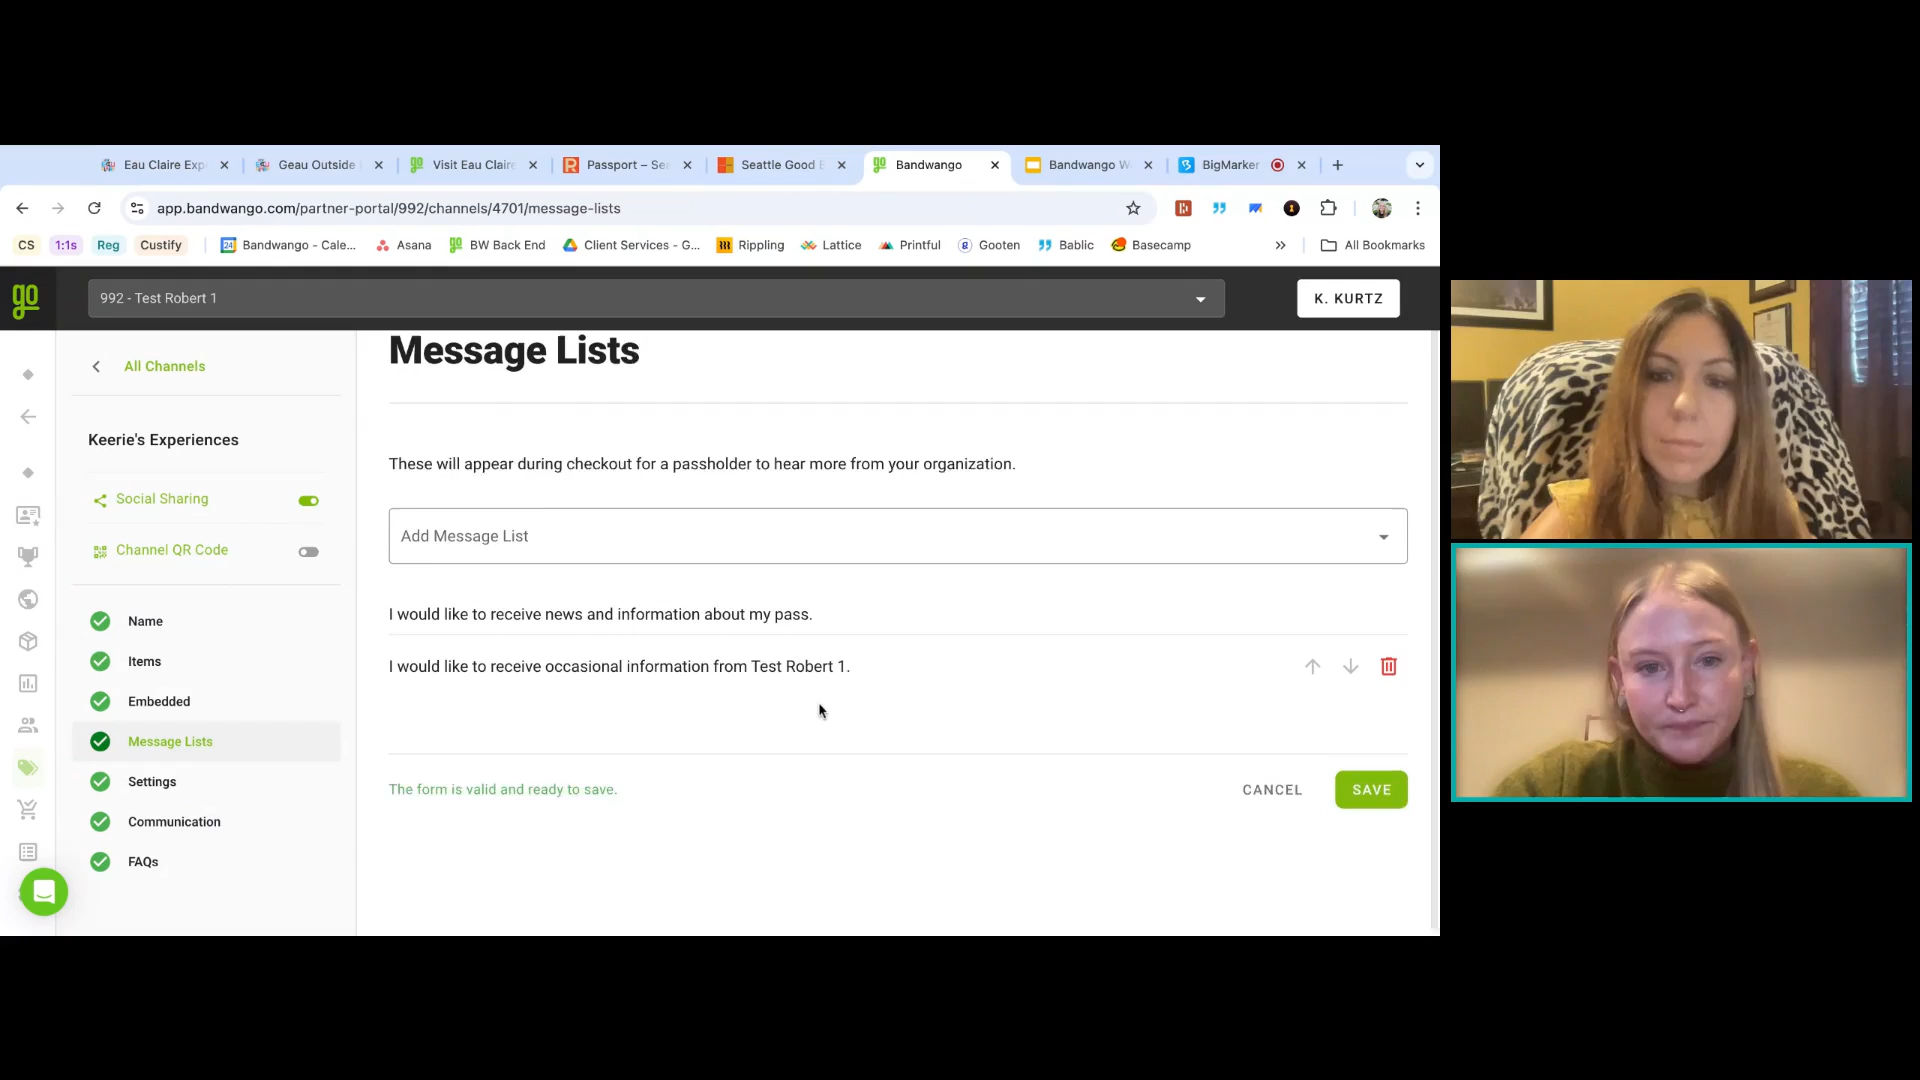 Eau Claire Exp
Geau Outside
Visit Eau Claire
Passport – Se
Seattle Good
Bandwango
Bandwango W
BigMarker
app.bandwango.com/partner-portal/992/channels/4701/message-lists
CS 1:1s Reg Custify Bandwango - Cale... Asana BW Back End Client Services - G... Rippling Lattice Printful Gooten Bablic Basecamp » All Bookmarks
go 992 - Test Robert 1 K. KURTZ
All Channels
Keerie's Experiences
Social Sharing
Channel QR Code
Name
Items
Embedded
Message Lists
Settings
Communication
FAQs
Message Lists
These will appear during checkout for a passholder to hear more from your organization.
Add Message List
I would like to receive news and information about my pass.
I would like to receive occasional information from Test Robert 1.
The form is valid and ready to save.
CANCEL SAVE